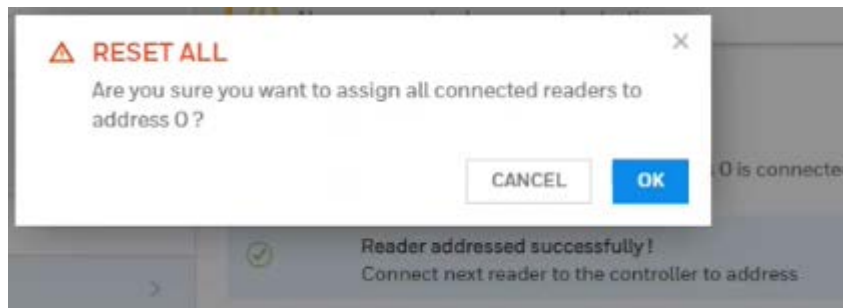 RESET ALL
Are you sure you want to assign all connected readers to
address 0 ?
CANCEL
OK
0 is connecte
Reader addressed successfully!
Connect next reader to the controller to address